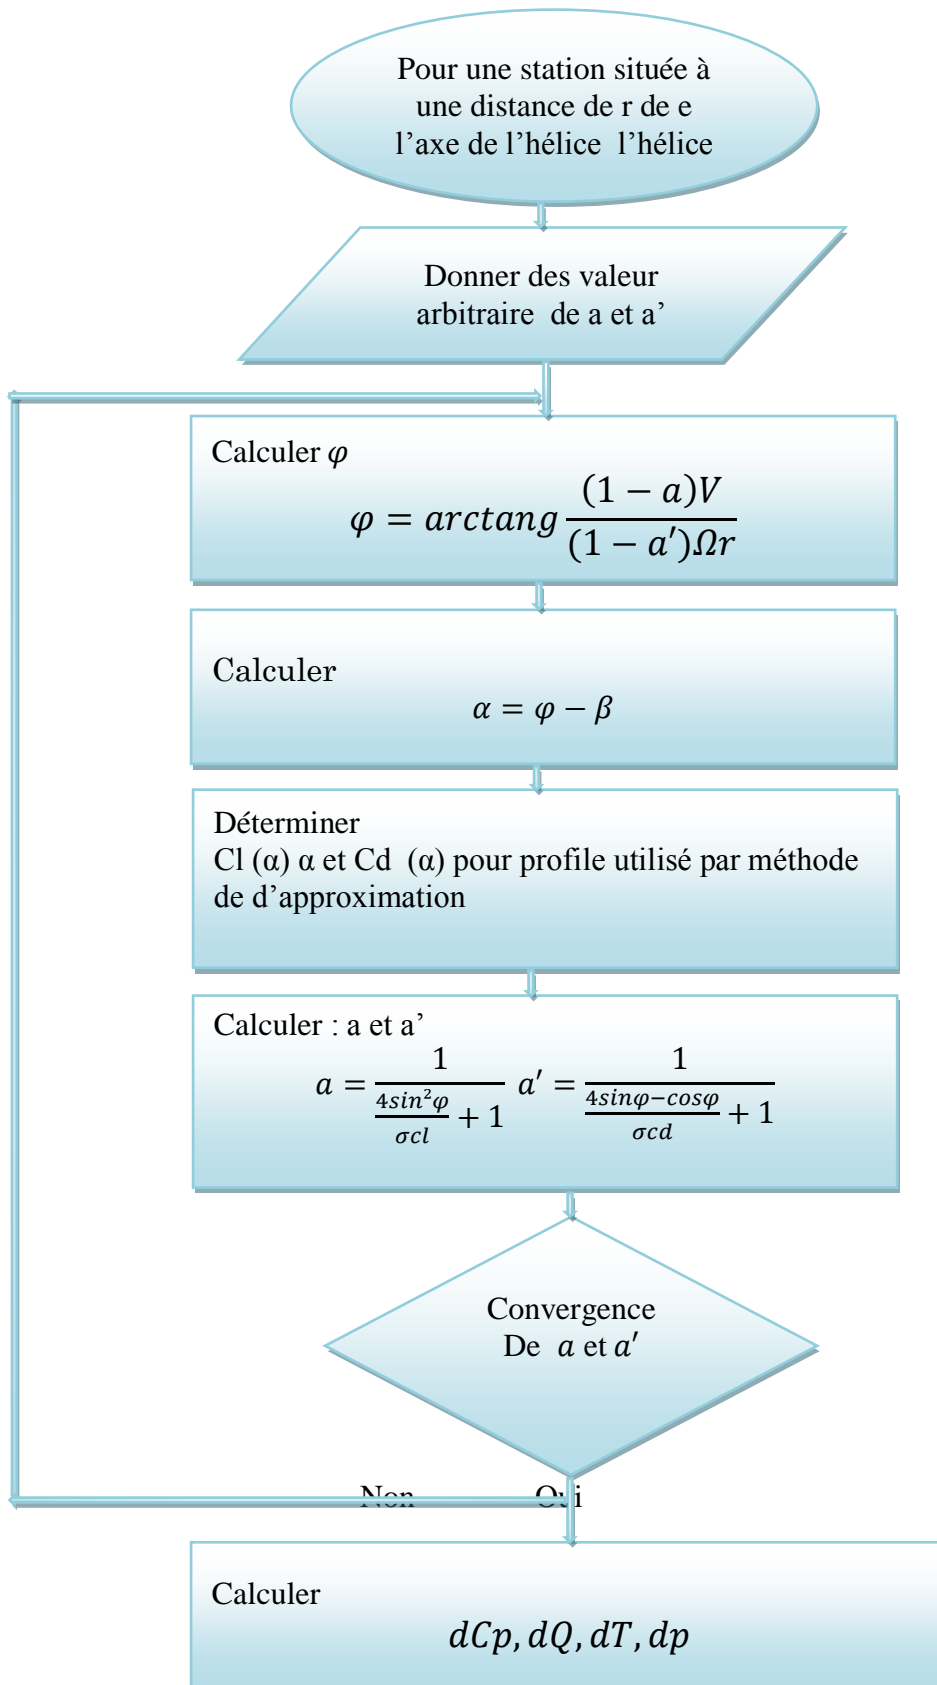 Pour une station située à
une distance de r de e
l’axe de l’hélice l’hélice
Donner des valeur
arbitraire de a et a’
Calculer φ
φ = arctang (1 − a)V / (1 − a′)Ωr
Calculer
α = φ − β
Déterminer
Cl (α) α et Cd (α) pour profile utilisé par méthode
de d’approximation
Calculer : a et a’
a = 1 / (4sin²φ / σcl + 1) a′ = 1 / (4sinφ−cosφ / σcd + 1)
Convergence
De a et a′
Non Oui
Calculer
dCp, dQ, dT, dp